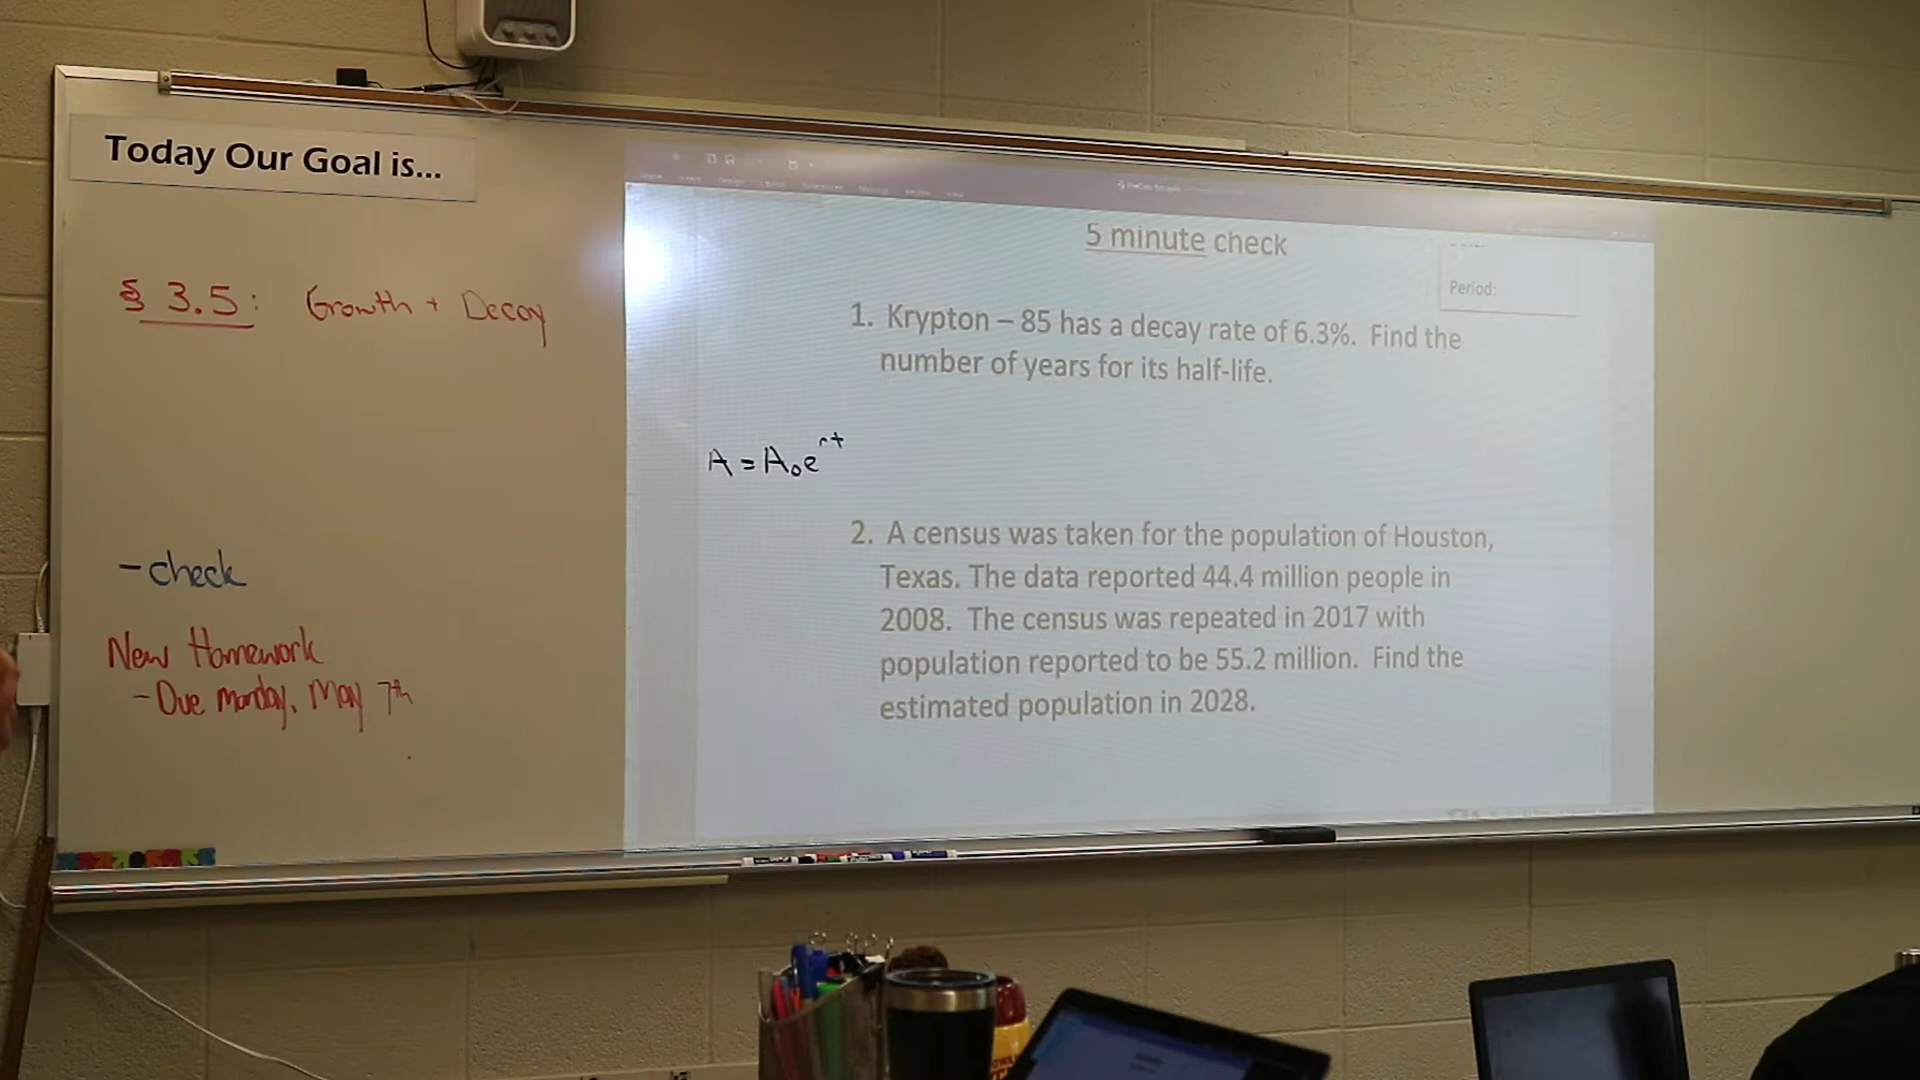 Today Our Goal is...
§ 3.5: Growth + Decay
- check
New Homework
- Due Monday, May 7th
5 minute check
Period:
1. Krypton – 85 has a decay rate of 6.3%. Find the
number of years for its half-life.
A = A₀e^rt
2. A census was taken for the population of Houston,
Texas. The data reported 44.4 million people in
2008. The census was repeated in 2017 with
population reported to be 55.2 million. Find the
estimated population in 2028.